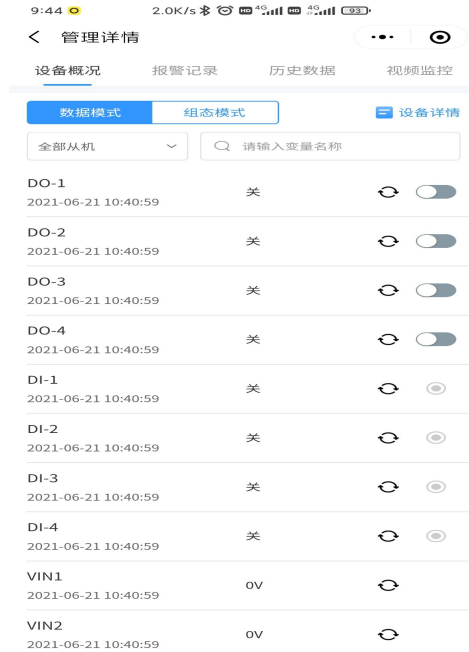 9:44 2.0K/s HD 4G HD 4G 93
管理详情
设备概况 报警记录 历史数据 视频监控
数据模式 组态模式 设备详情
全部从机 请输入变量名称
DO-1
关
2021-06-21 10:40:59
DO-2
关
2021-06-21 10:40:59
DO-3
关
2021-06-21 10:40:59
DO-4
关
2021-06-21 10:40:59
DI-1
关
2021-06-21 10:40:59
DI-2
关
2021-06-21 10:40:59
DI-3
关
2021-06-21 10:40:59
DI-4
关
2021-06-21 10:40:59
VIN1
0V
2021-06-21 10:40:59
VIN2
0V
2021-06-21 10:40:59